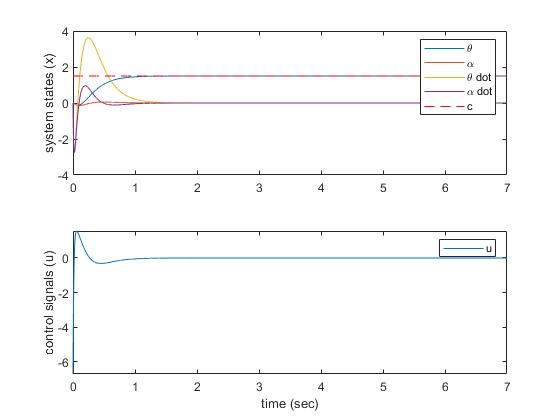 system states (x)
4
2
0
-2
-4
0 1 2 3 4 5 6 7
θ
α
θ dot
α dot
c
control signals (u)
0
-2
-4
-6
0 1 2 3 4 5 6 7
u
time (sec)